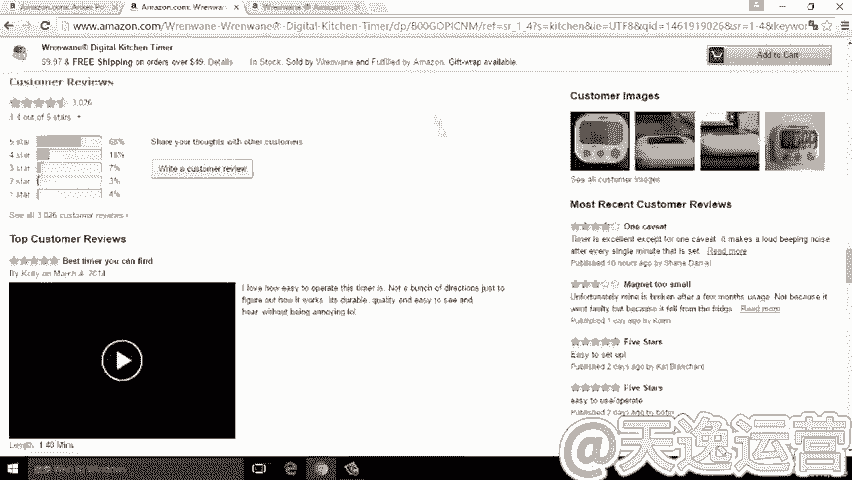 Amazon.com: Wrenwane
www.amazon.com/Wrenwane-Wrenwane®-Digital-Kitchen-Timer/dp/B00GOPICNM/ref=sr_1_4?s=kitchen&ie=UTF8&qid=1461919026&sr=1-4&keywo
Wrenwane® Digital Kitchen Timer
$9.97 & FREE Shipping on orders over $49. Details
In Stock. Sold by Wrenwane and Fulfilled by Amazon. Gift-wrap available.
Add to Cart
Customer Reviews
3,026
out of 5 stars
5 star 68%
4 star 18%
3 star 7%
2 star 3%
1 star 4%
Share your thoughts with other customers
Write a customer review
See all 3,026 customer reviews
Top Customer Reviews
Best timer you can find
By Kelly on March 4, 2014
I love how easy to operate this timer is. Not a bunch of directions just to
figure out how it works. Its durable, quality and easy to see and
hear without being annoying lol
Length: 1:40 Mins
Customer Images
See all customer images
Most Recent Customer Reviews
One caveat
Timer is excellent except for one caveat. It makes a loud beeping noise
after every single minute that is set. Read more
Published 10 hours ago by Shane Daniel
Magnet too small
Unfortunately mine is broken after a few months usage. Not because it
went faulty but because it fell from the fridge. Read more
Published 1 day ago by
Five Stars
Easy to set up!
Published 2 days ago by Kat Blanchard
Five Stars
easy to use/operate
Published 2 days ago by
@天逸运营